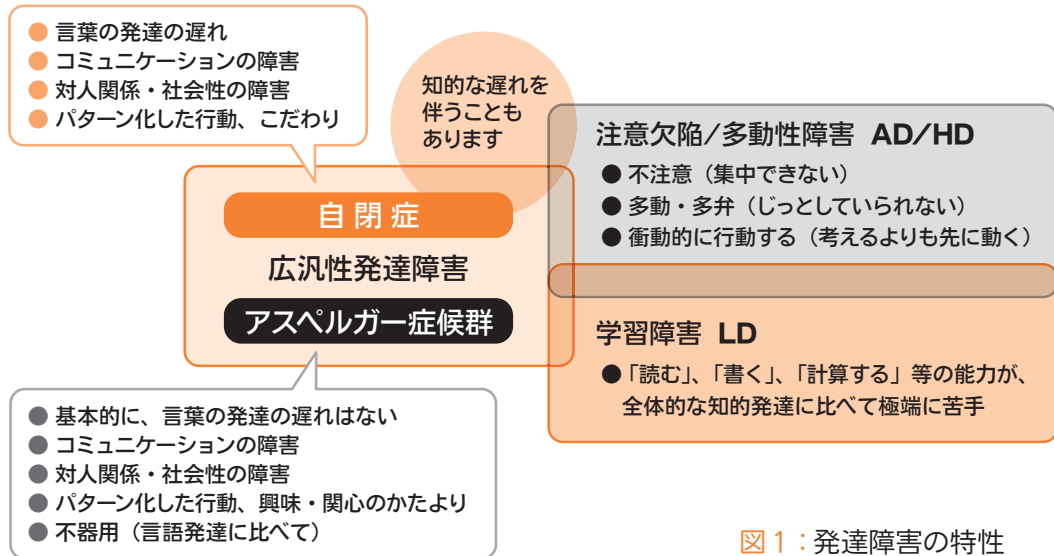 ● 言葉の発達の遅れ
● コミュニケーションの障害
● 対人関係・社会性の障害
● パターン化した行動、こだわり
知的な遅れを
伴うことも
あります
自閉症
広汎性発達障害
アスペルガー症候群
注意欠陥/多動性障害 AD/HD
● 不注意（集中できない）
● 多動・多弁（じっとしていられない）
● 衝動的に行動する（考えるよりも先に動く）
学習障害 LD
● 「読む」、「書く」、「計算する」等の能力が、
全体的な知的発達に比べて極端に苦手
● 基本的に、言葉の発達の遅れはない
● コミュニケーションの障害
● 対人関係・社会性の障害
● パターン化した行動、興味・関心のかたより
● 不器用（言語発達に比べて）
図1：発達障害の特性